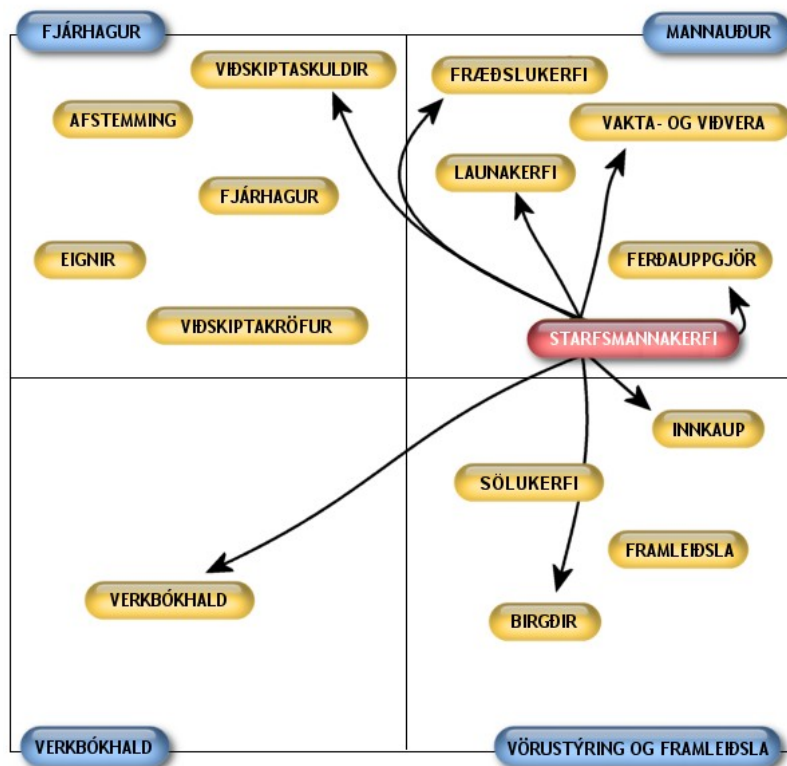 FJÁRHAGUR
MANNAUÐUR
VIÐSKIPTASKULDIR
FRÆÐSLUKERFI
AFSTEMMING
VAKTA- OG VIÐVERA
LAUNAKERFI
FJÁRHAGUR
EIGNIR
FERÐAUPPGJÖR
VIÐSKIPTAKRÖFUR
STARFSMANNAKERFI
INNKAUP
SÖLUKERFI
FRAMLEIÐSLA
VERKBÓKHALD
BIRGÐIR
VERKBÓKHALD
VÖRUSTÝRING OG FRAMLEIÐSLA